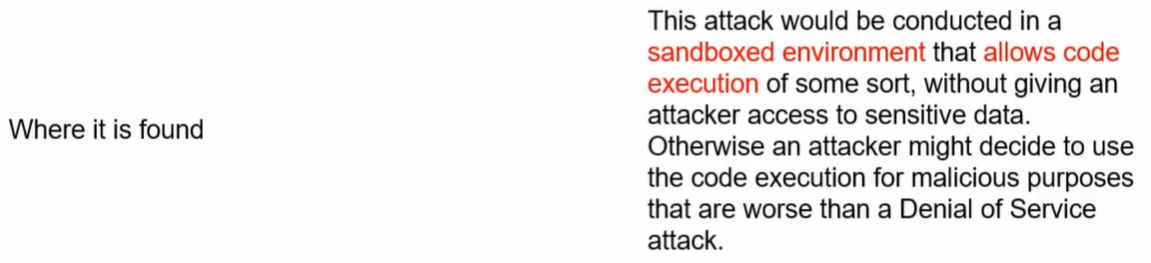 Where it is found
This attack would be conducted in a
sandboxed environment that allows code
execution of some sort, without giving an
attacker access to sensitive data.
Otherwise an attacker might decide to use
the code execution for malicious purposes
that are worse than a Denial of Service
attack.